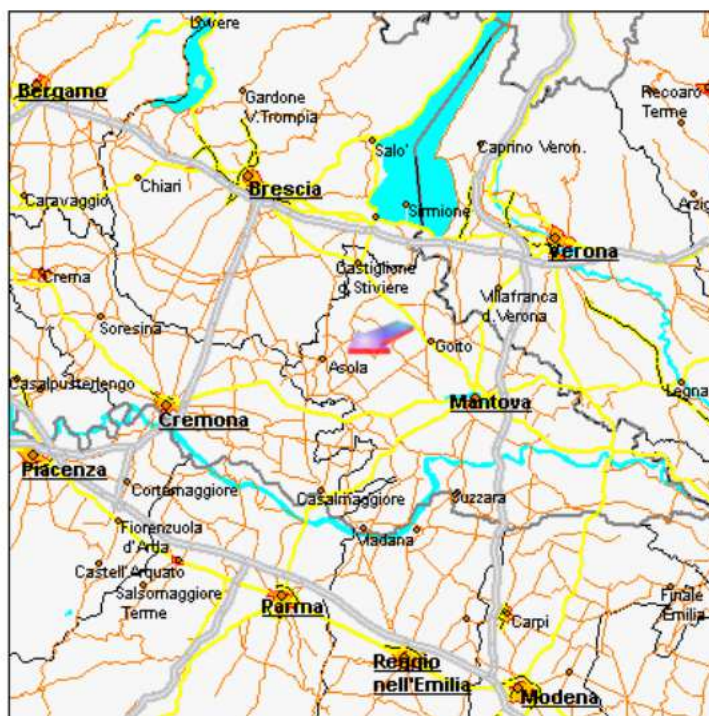 Lovere
Bergamo
Gardone
V.Trompia
Recoaro
Terme
Salo'
Caprino Veron.
Chiari
Brescia
Caravaggio
Sirmione
Arzig
Verona
Crema
Castiglione
d. Stiviere
Villafranca
d. Verona
Soresina
Goito
Asola
Casalpusterlengo
Legna
Mantova
Cremona
Piacenza
Cortemaggiore
Casalmaggiore
Suzzara
Fiorenzuola
d'Arda
Viadana
Castell'Arquato
Salsomaggiore
Terme
Parma
Finale
Emilia
Carpi
Reggio
nell'Emilia
Modena